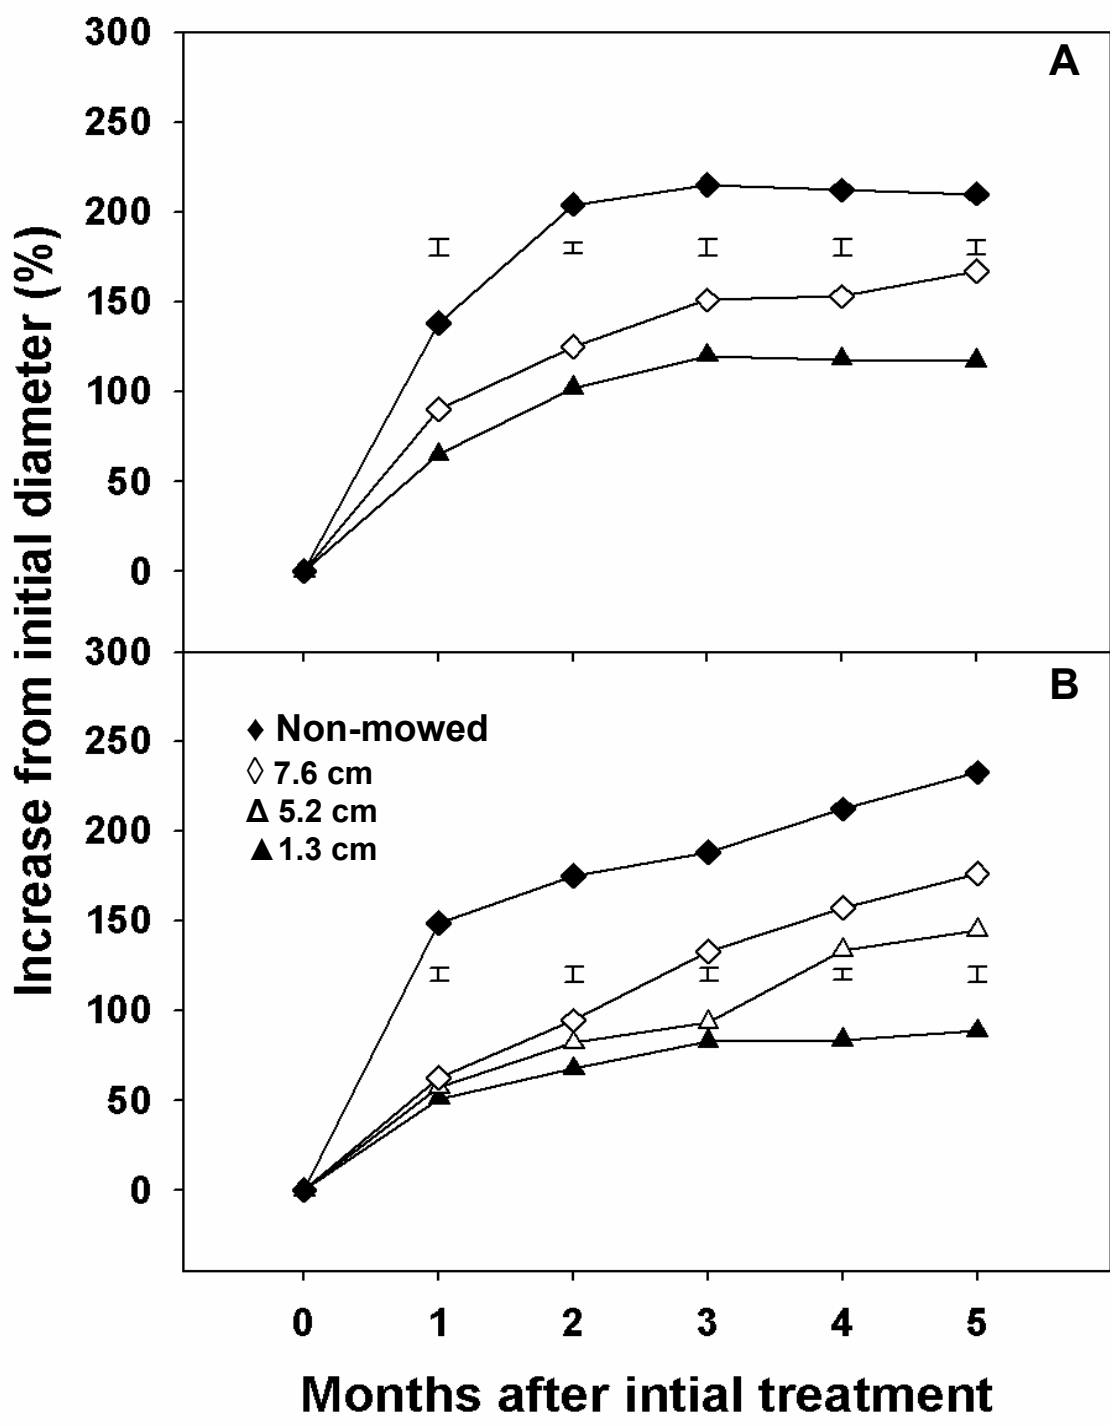 Increase from initial diameter (%)
A
300
250
200
150
100
50
0
B
300
250
200
150
100
50
0
Non-mowed
7.6 cm
5.2 cm
1.3 cm
0 1 2 3 4 5
Months after intial treatment